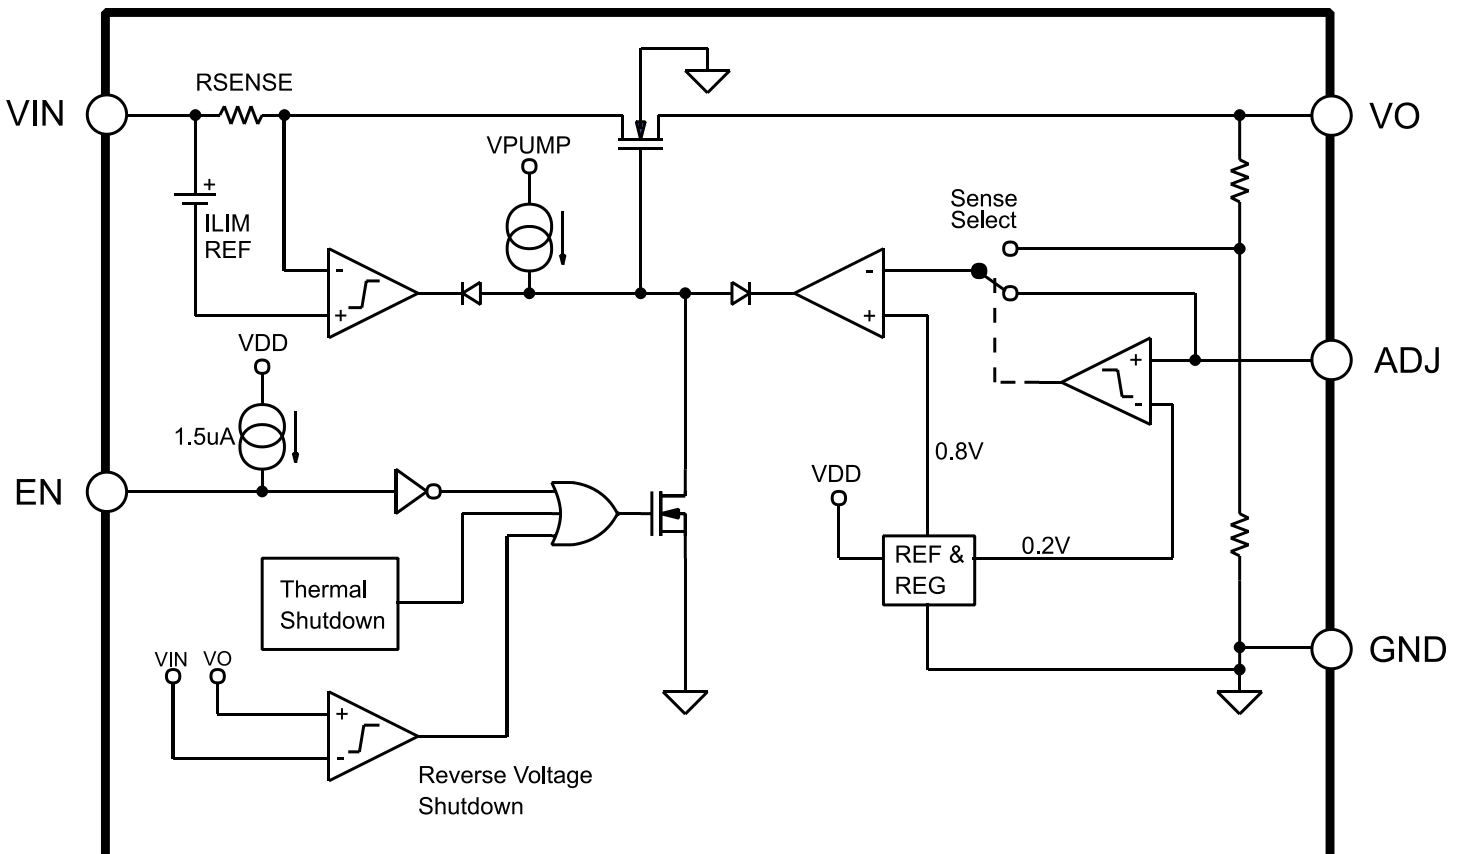 RSENSE
VIN
VO
VPUMP
+
Sense
Select
ILIM
REF
-
-
+
+
VDD
+
ADJ
-
1.5uA
0.8V
VDD
EN
0.2V
REF &
REG
Thermal
Shutdown
GND
VIN
VO
+
-
Reverse Voltage
Shutdown